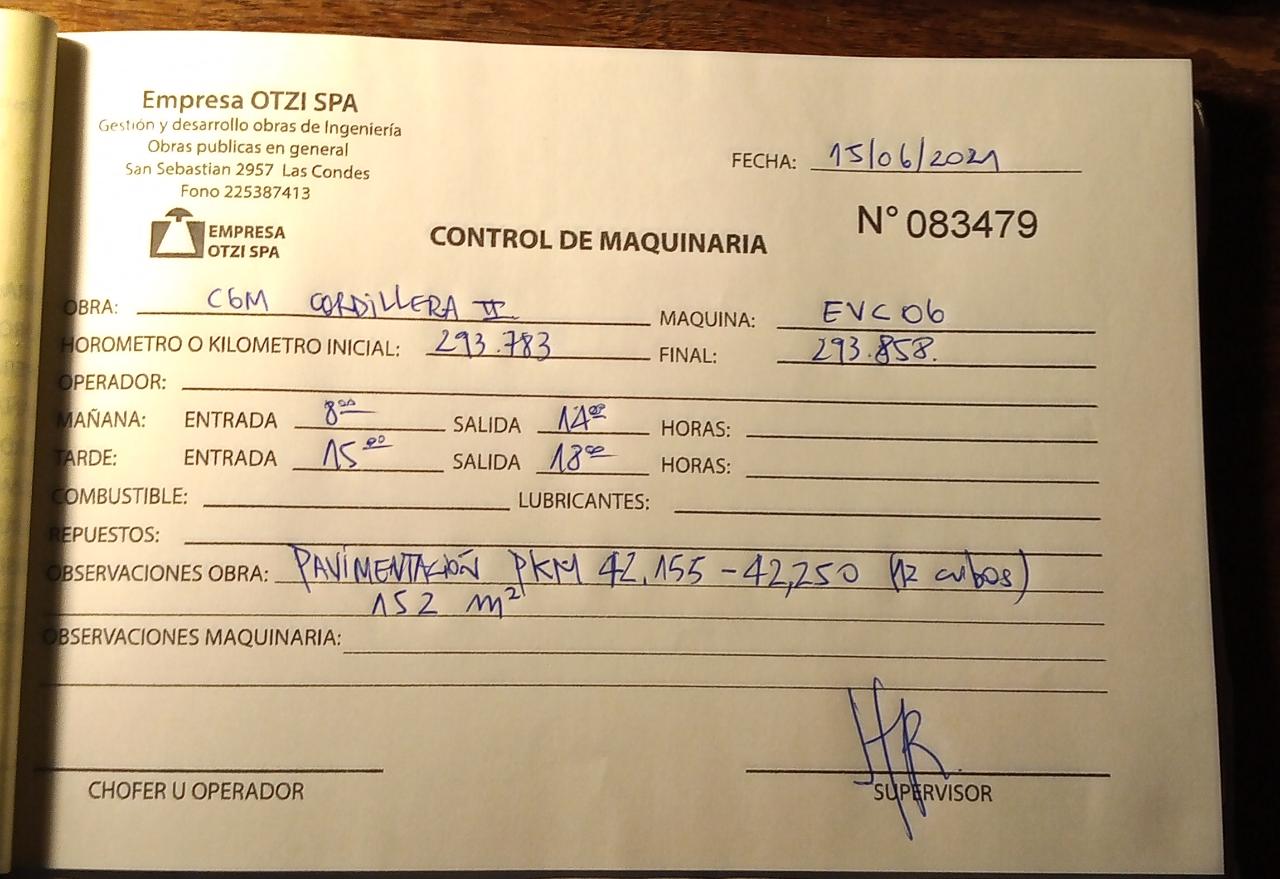 Empresa OTZI SPA
Gestión y desarrollo obras de Ingeniería
Obras publicas en general
San Sebastian 2957 Las Condes
Fono 225387413
FECHA: 15/06/2021
EMPRESA
OTZI SPA
CONTROL DE MAQUINARIA
N° 083479
OBRA: CGM CORDILLERA VI MAQUINA: EVC06
HOROMETRO O KILOMETRO INICIAL: 293.783 FINAL: 293.858.
OPERADOR:
MAÑANA: ENTRADA 8:00 SALIDA 14:00 HORAS:
TARDE: ENTRADA 15:00 SALIDA 18:00 HORAS:
COMBUSTIBLE: LUBRICANTES:
REPUESTOS:
OBSERVACIONES OBRA: PAVIMENTACIÓN PKM 42,155 - 42,250 (12 cubos)
152 m²
OBSERVACIONES MAQUINARIA:
HR
CHOFER U OPERADOR SUPERVISOR